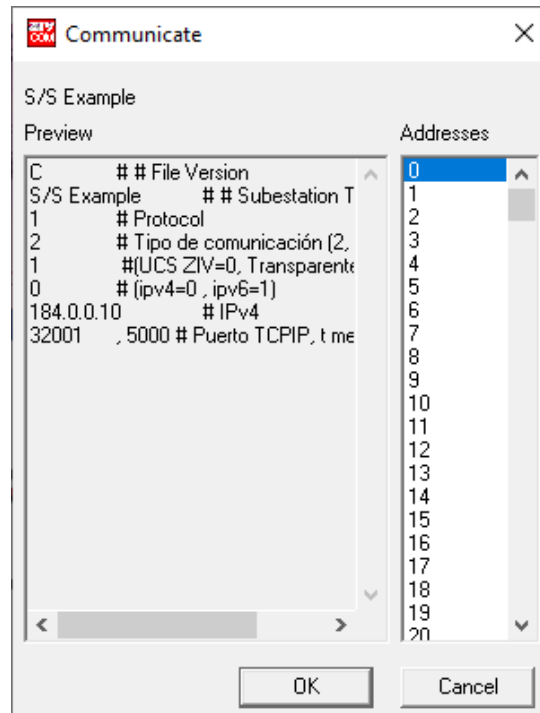 ZIV COM Communicate
S/S Example
Preview
Addresses
C # # File Version
S/S Example # # Subestation T
1 # Protocol
2 # Tipo de comunicación (2,
1 #(UCS ZIV=0, Transparente
0 # (ipv4=0 , ipv6=1)
184.0.0.10 # IPv4
32001 , 5000 # Puerto TCPIP, t me
0
1
2
3
4
5
6
7
8
9
10
11
12
13
14
15
16
17
18
19
20
OK
Cancel